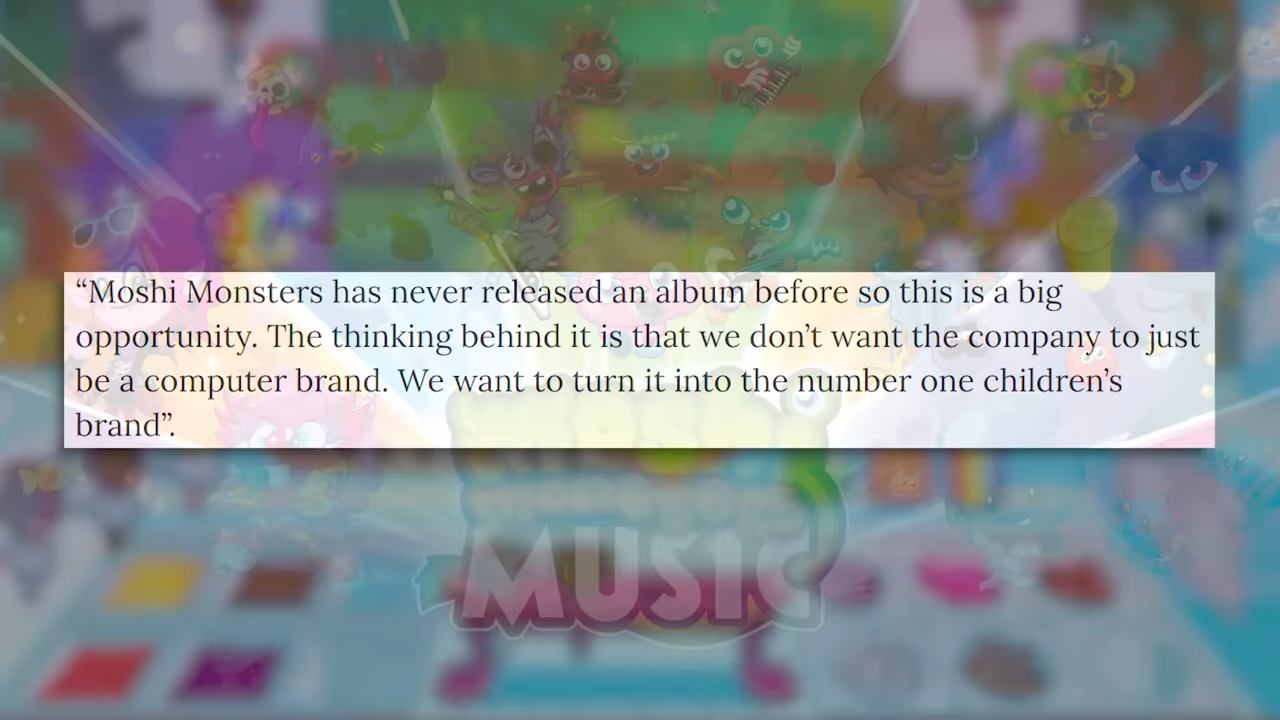 “Moshi Monsters has never released an album before so this is a big
opportunity. The thinking behind it is that we don’t want the company to just
be a computer brand. We want to turn it into the number one children’s
brand”.
MUSIC